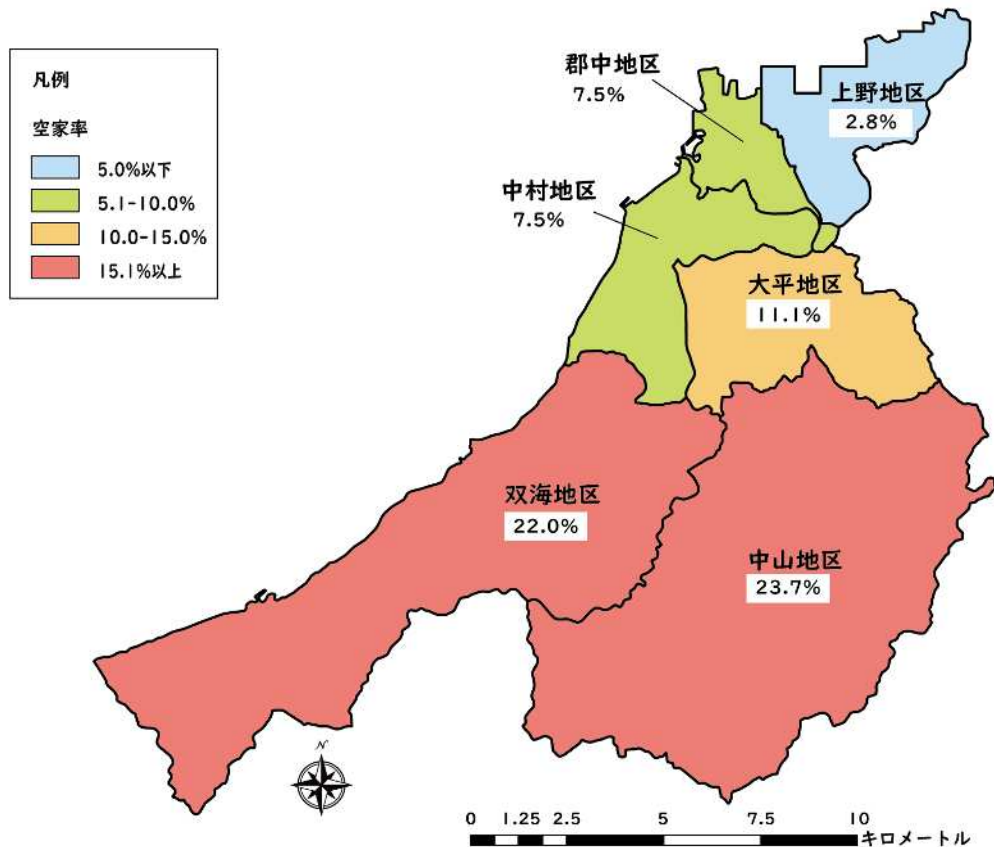 凡例
空家率
5.0%以下
5.1-10.0%
10.0-15.0%
15.1%以上
郡中地区
7.5%
上野地区
2.8%
中村地区
7.5%
大平地区
11.1%
双海地区
22.0%
中山地区
23.7%
N
0 1.25 2.5 5 7.5 10
キロメートル